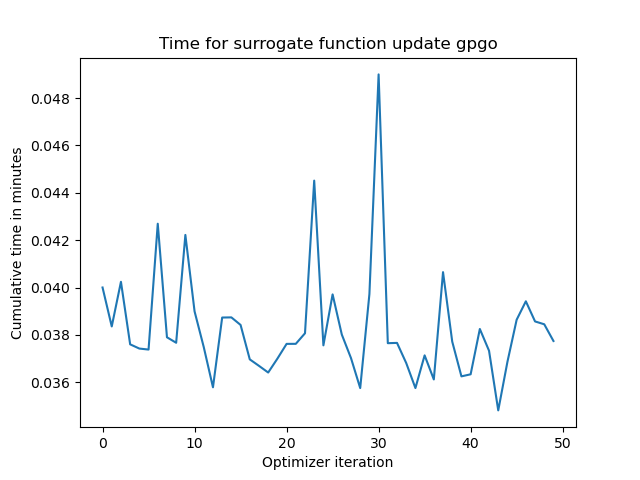 Time for surrogate function update gpgo
Cumulative time in minutes
0.048
0.046
0.044
0.042
0.040
0.038
0.036
0 10 20 30 40 50
Optimizer iteration